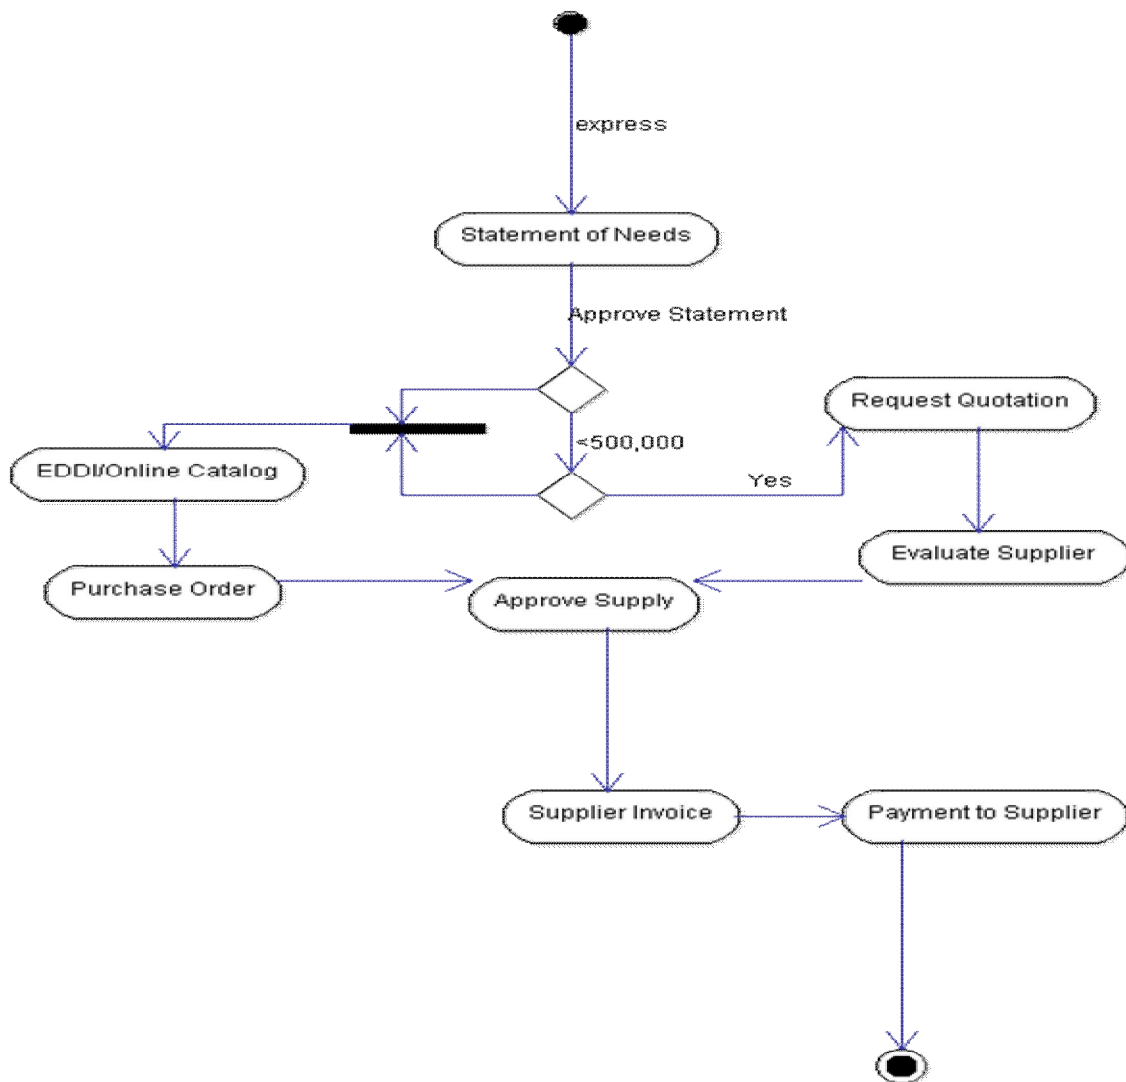 express
Statement of Needs
Approve Statement
Request Quotation
<500,000
EDDI/Online Catalog
Yes
Evaluate Supplier
Purchase Order
Approve Supply
Supplier Invoice
Payment to Supplier